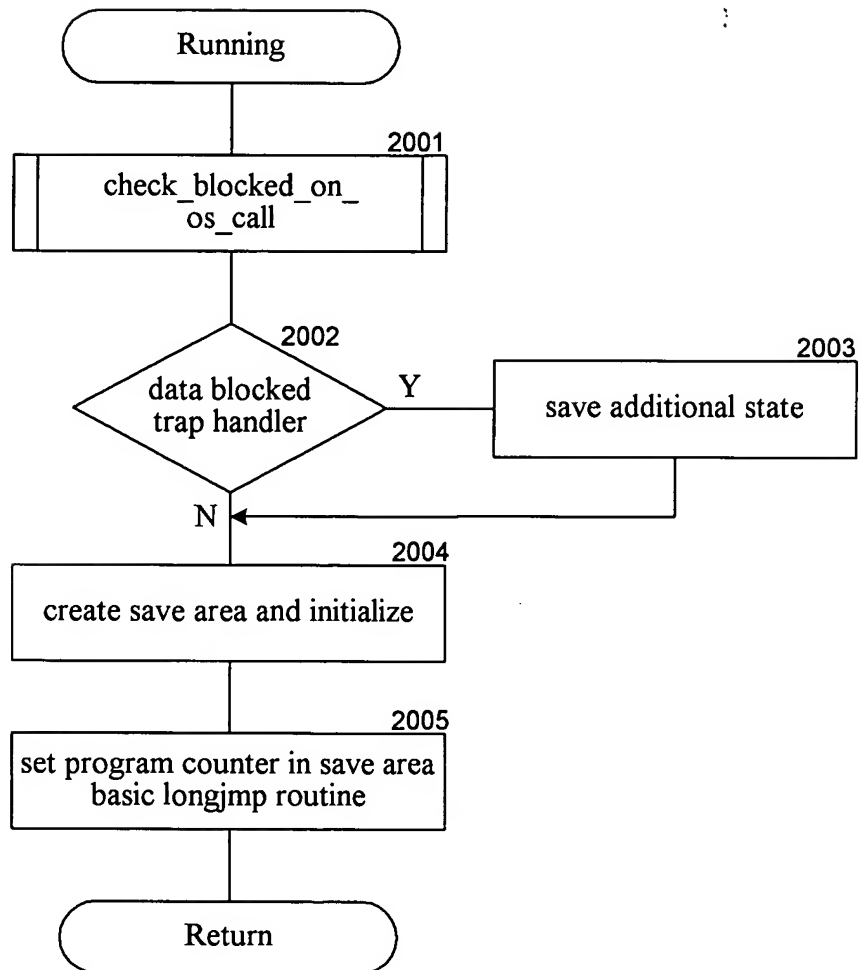 Running
2001
check_blocked_on_
os_call
2002
data blocked
trap handler
Y
2003
save additional state
N
2004
create save area and initialize
2005
set program counter in save area
basic longjmp routine
Return